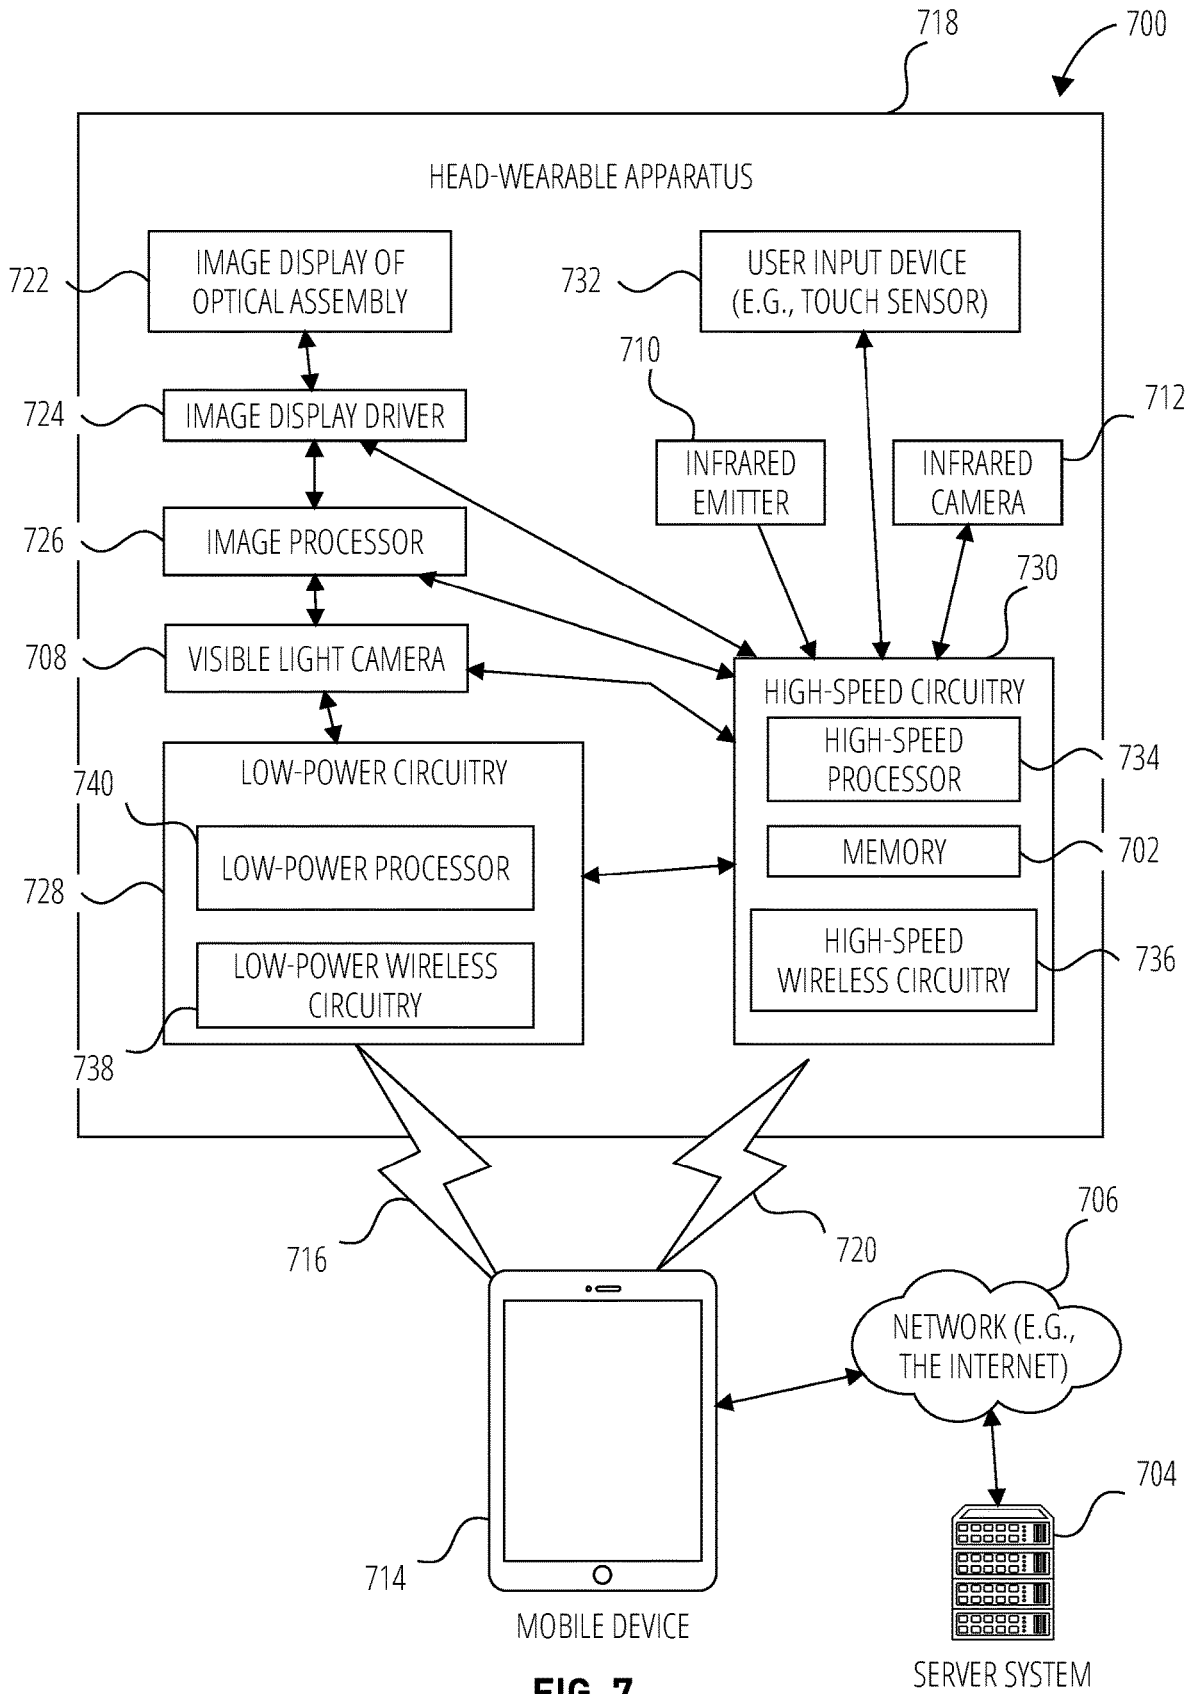 718
700
HEAD-WEARABLE APPARATUS
722
IMAGE DISPLAY OF
OPTICAL ASSEMBLY
732
USER INPUT DEVICE
(E.G., TOUCH SENSOR)
710
712
724
IMAGE DISPLAY DRIVER
INFRARED
EMITTER
INFRARED
CAMERA
726
IMAGE PROCESSOR
730
708
VISIBLE LIGHT CAMERA
HIGH-SPEED CIRCUITRY
HIGH-SPEED
PROCESSOR
734
740
LOW-POWER CIRCUITRY
LOW-POWER PROCESSOR
MEMORY
702
728
LOW-POWER WIRELESS
CIRCUITRY
HIGH-SPEED
WIRELESS CIRCUITRY
736
738
716
720
706
NETWORK (E.G.,
THE INTERNET)
704
714
MOBILE DEVICE
SERVER SYSTEM
FIG. 7